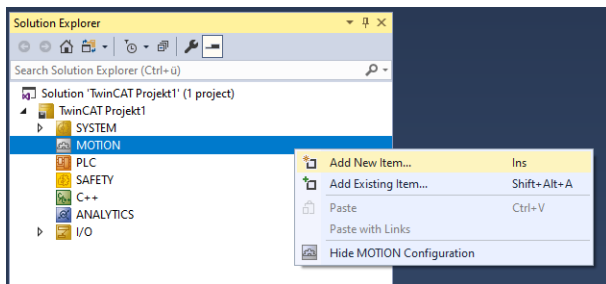 Solution Explorer
Search Solution Explorer (Ctrl+ü)
Solution 'TwinCAT Projekt1' (1 project)
TwinCAT Projekt1
SYSTEM
MOTION
PLC
SAFETY
C++
ANALYTICS
I/O
Add New Item... Ins
Add Existing Item... Shift+Alt+A
Paste Ctrl+V
Paste with Links
Hide MOTION Configuration